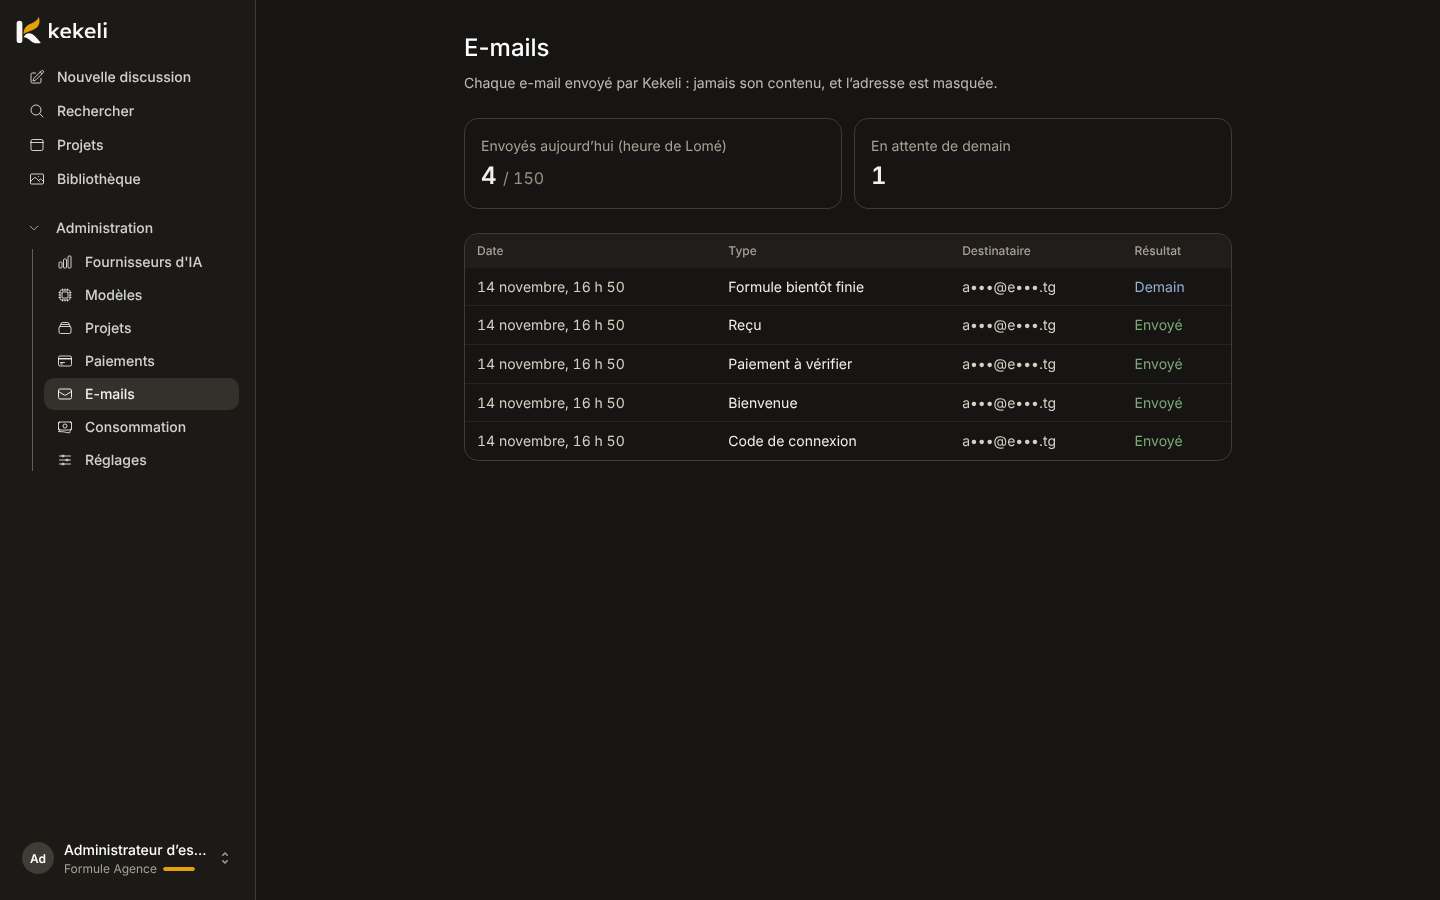 kekeli
Nouvelle discussion
Rechercher
Projets
Bibliothèque
Administration
Fournisseurs d'IA
Modèles
Projets
Paiements
E-mails
Consommation
Réglages
Ad
Administrateur d’es...
Formule Agence
E-mails
Chaque e-mail envoyé par Kekeli : jamais son contenu, et l’adresse est masquée.
Envoyés aujourd’hui (heure de Lomé)
4 / 150
En attente de demain
1
Date Type Destinataire Résultat
14 novembre, 16 h 50 Formule bientôt finie a•••@e•••.tg Demain
14 novembre, 16 h 50 Reçu a•••@e•••.tg Envoyé
14 novembre, 16 h 50 Paiement à vérifier a•••@e•••.tg Envoyé
14 novembre, 16 h 50 Bienvenue a•••@e•••.tg Envoyé
14 novembre, 16 h 50 Code de connexion a•••@e•••.tg Envoyé